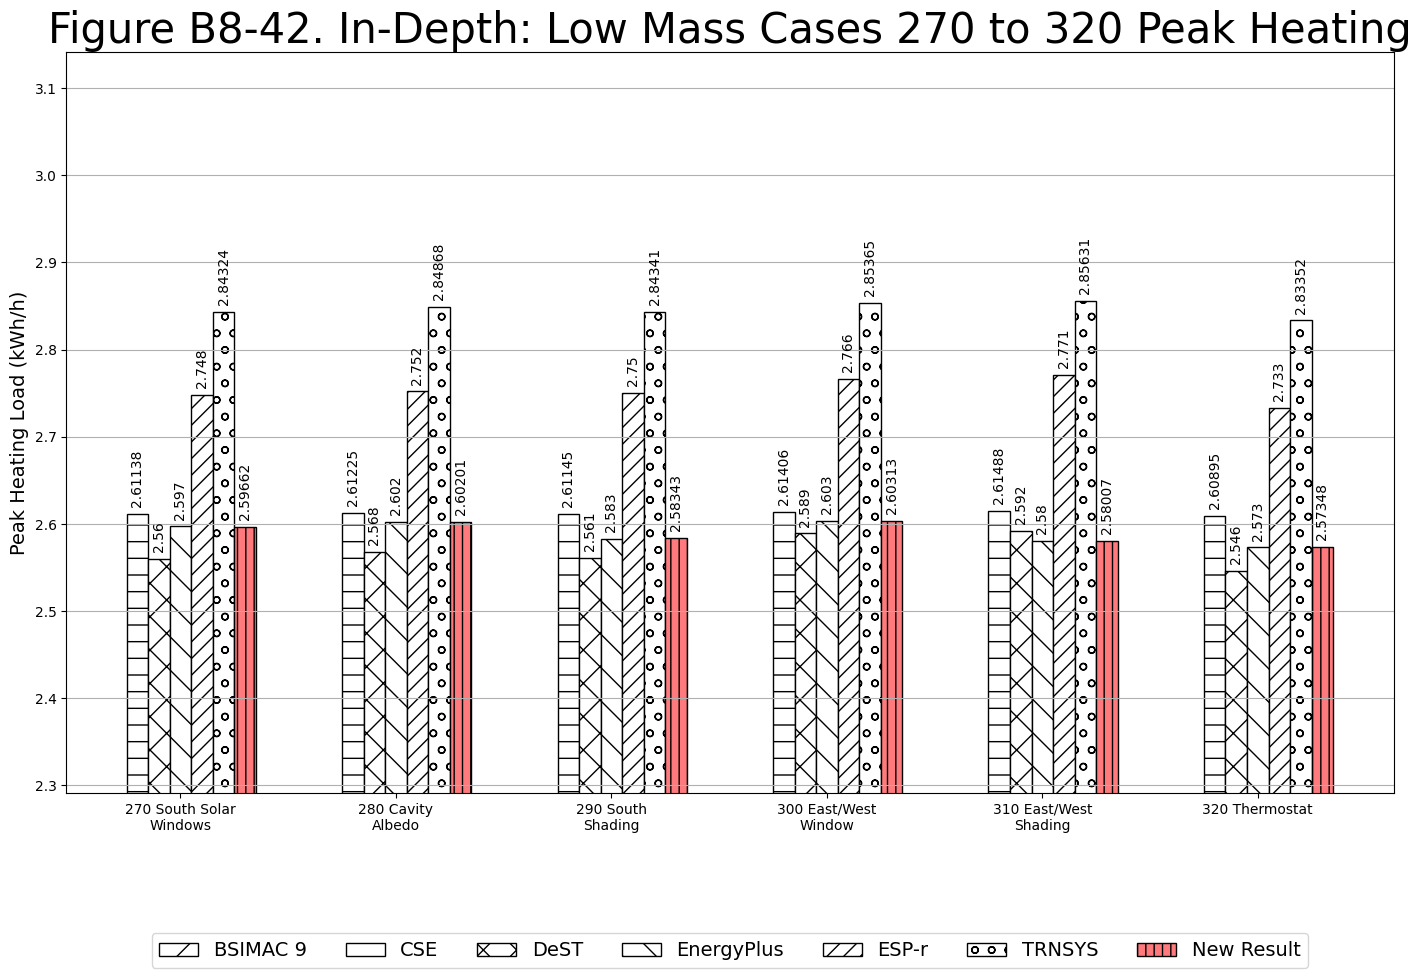 Figure B8-42. In-Depth: Low Mass Cases 270 to 320 Peak Heating
Peak Heating Load (kWh/h)
3.1
3.0
2.9
2.8
2.7
2.6
2.5
2.4
2.3
2.61138
2.56
2.597
2.748
2.84324
2.59662
2.61225
2.568
2.602
2.752
2.84868
2.60201
2.61145
2.561
2.583
2.75
2.84341
2.58343
2.61406
2.589
2.603
2.766
2.85365
2.60313
2.61488
2.592
2.58
2.771
2.85631
2.58007
2.60895
2.546
2.573
2.733
2.83352
2.57348
270 South Solar
Windows
280 Cavity
Albedo
290 South
Shading
300 East/West
Window
310 East/West
Shading
320 Thermostat
BSIMAC 9
CSE
DeST
EnergyPlus
ESP-r
TRNSYS
New Result